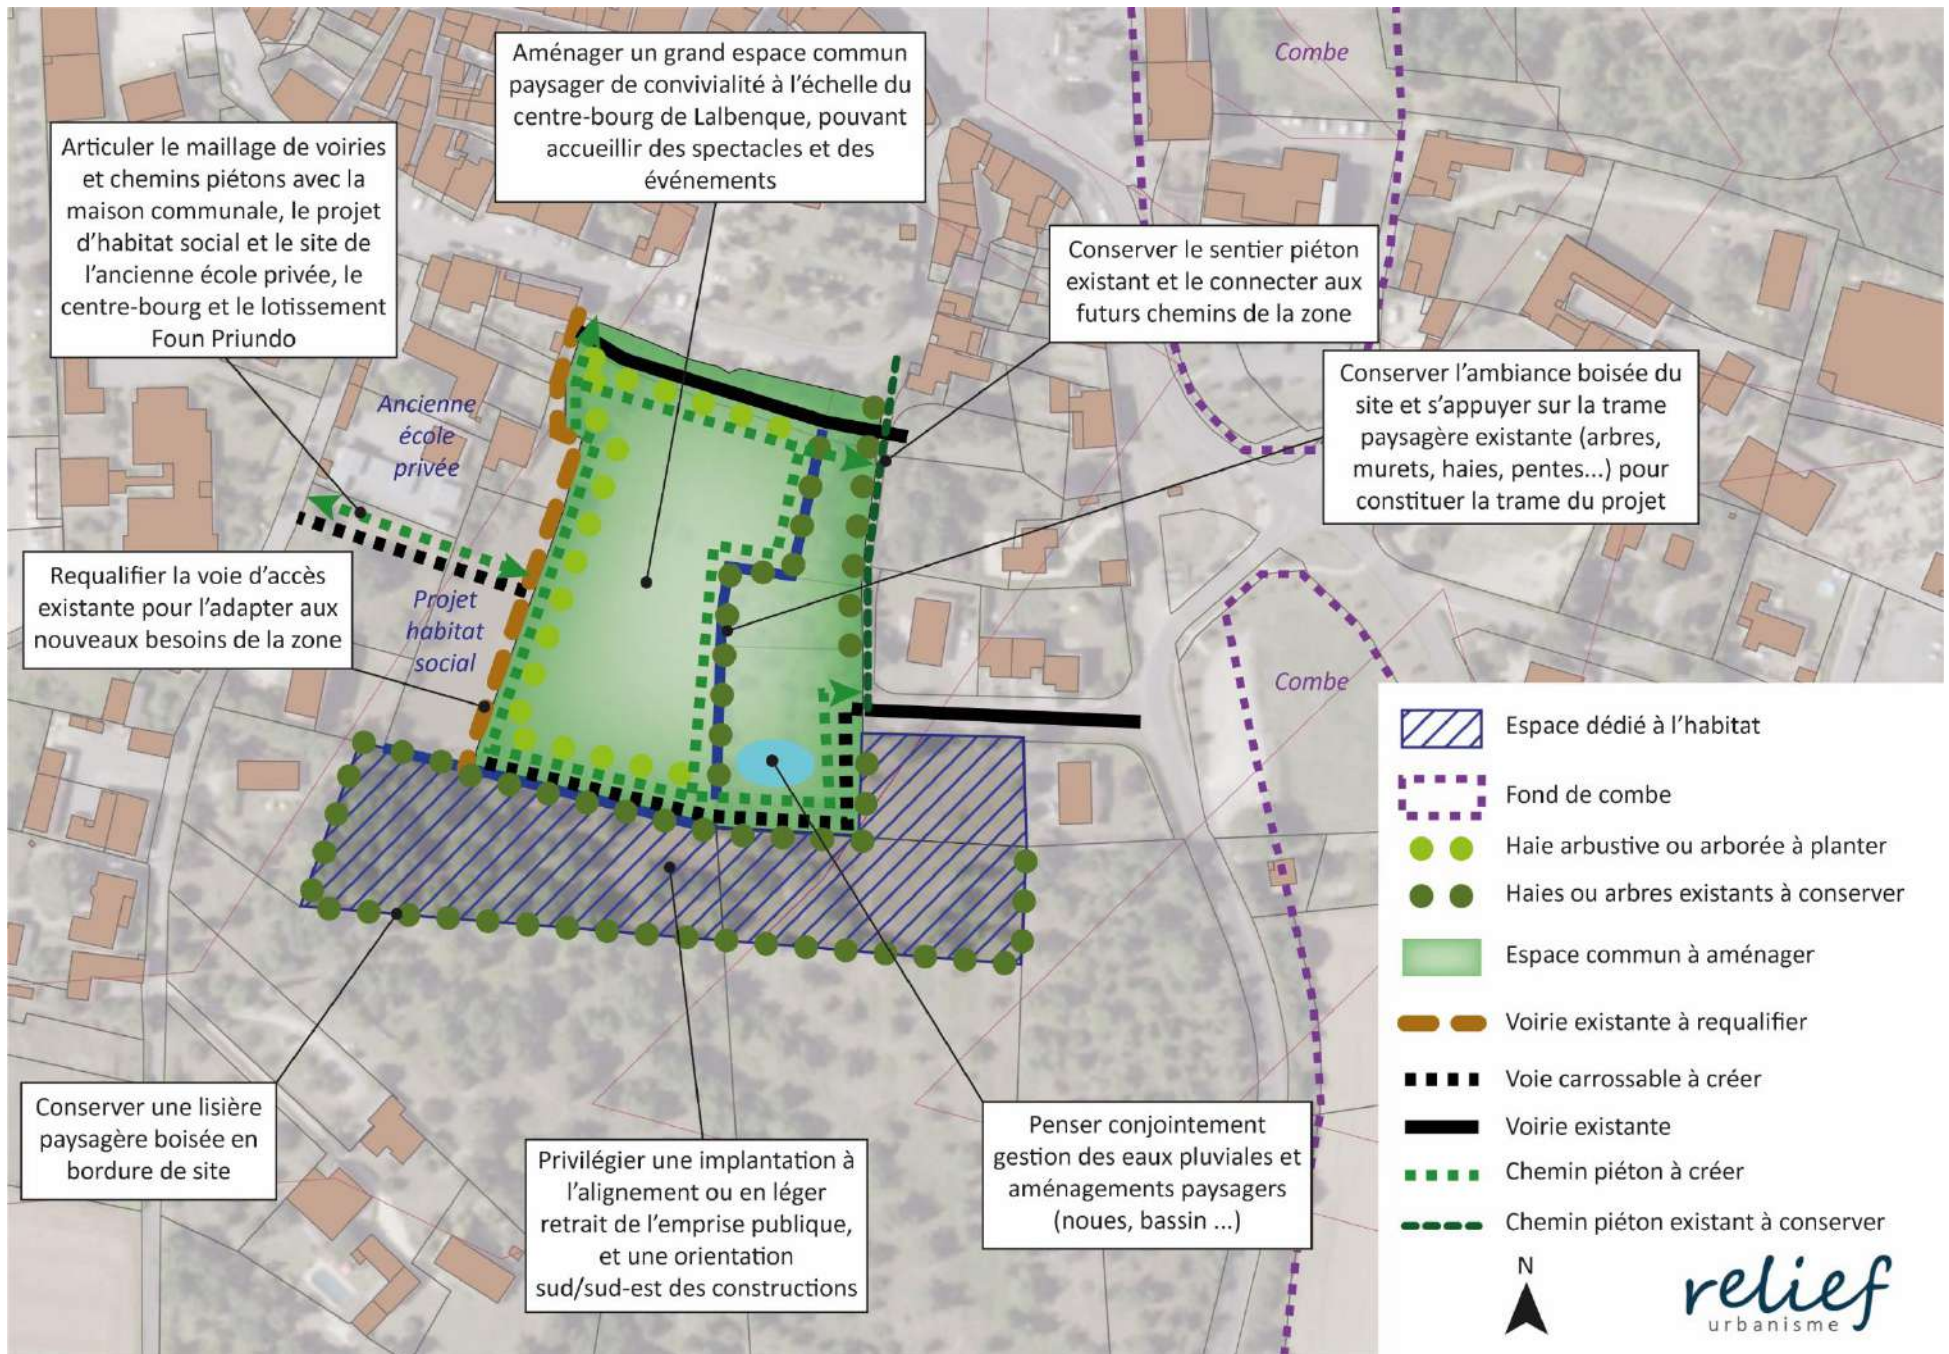 Aménager un grand espace commun
paysager de convivialité à l'échelle du
centre-bourg de Lalbenque, pouvant
accueillir des spectacles et des
événements
Combe
Articuler le maillage de voiries
et chemins piétons avec la
maison communale, le projet
d'habitat social et le site de
l'ancienne école privée, le
centre-bourg et le lotissement
Foun Priundo
Conserver le sentier piéton
existant et le connecter aux
futurs chemins de la zone
Conserver l'ambiance boisée du
site et s'appuyer sur la trame
paysagère existante (arbres,
murets, haies, pentes...) pour
constituer la trame du projet
Ancienne
école
privée
Requalifier la voie d'accès
existante pour l'adapter aux
nouveaux besoins de la zone
Projet
habitat
social
Combe
Espace dédié à l'habitat
Fond de combe
Haie arbustive ou arborée à planter
Haies ou arbres existants à conserver
Espace commun à aménager
Voirie existante à requalifier
Voie carrossable à créer
Voirie existante
Chemin piéton à créer
Chemin piéton existant à conserver
Conserver une lisière
paysagère boisée en
bordure de site
Privilégier une implantation à
l'alignement ou en léger
retrait de l'emprise publique,
et une orientation
sud/sud-est des constructions
Penser conjointement
gestion des eaux pluviales et
aménagements paysagers
(noues, bassin ...)
N
relief
urbanisme